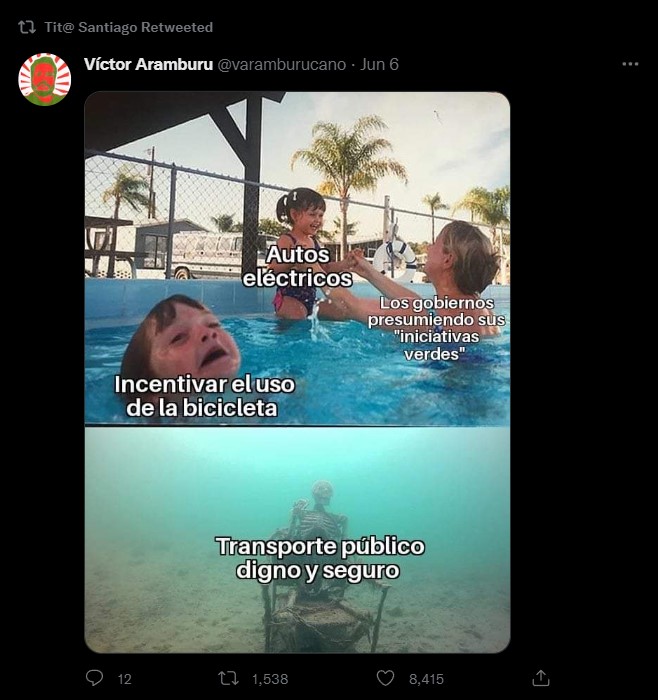 Tit@ Santiago Retweeted
Víctor Aramburu @varamburucano · Jun 6
Autos
eléctricos
Los gobiernos
presumiendo sus
"iniciativas
verdes"
Incentivar el uso
de la bicicleta
Transporte público
digno y seguro
12 1,538 8,415